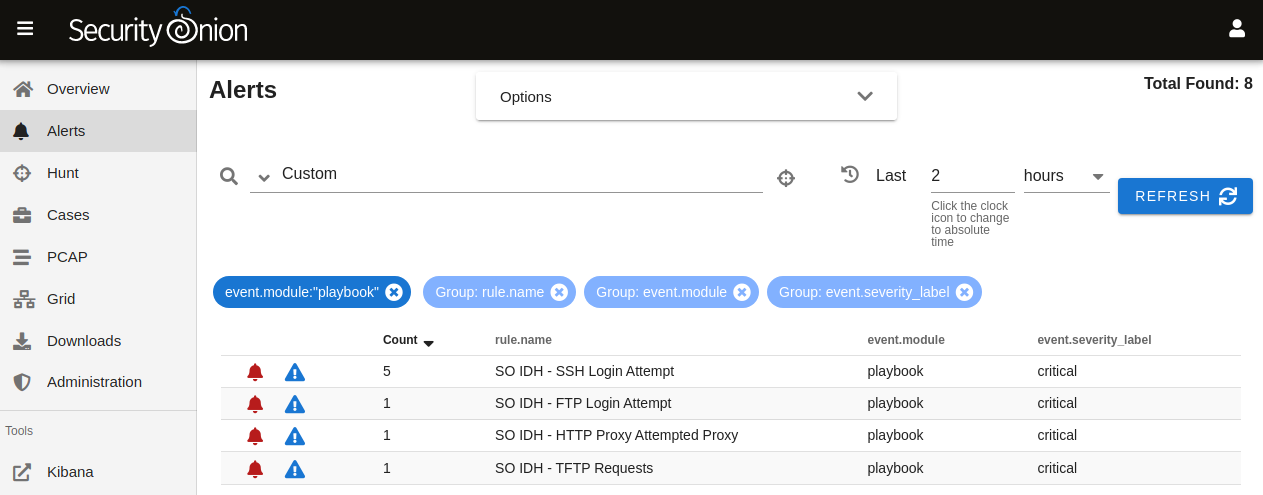 Security Onion
Overview
Alerts
Hunt
Cases
PCAP
Grid
Downloads
Administration
Tools
Kibana
Alerts
Options
Total Found: 8
Custom
Last 2 hours
Click the clock
icon to change
to absolute
time
REFRESH
event.module:"playbook" Group: rule.name Group: event.module Group: event.severity_label
Count rule.name event.module event.severity_label
5 SO IDH - SSH Login Attempt playbook critical
1 SO IDH - FTP Login Attempt playbook critical
1 SO IDH - HTTP Proxy Attempted Proxy playbook critical
1 SO IDH - TFTP Requests playbook critical